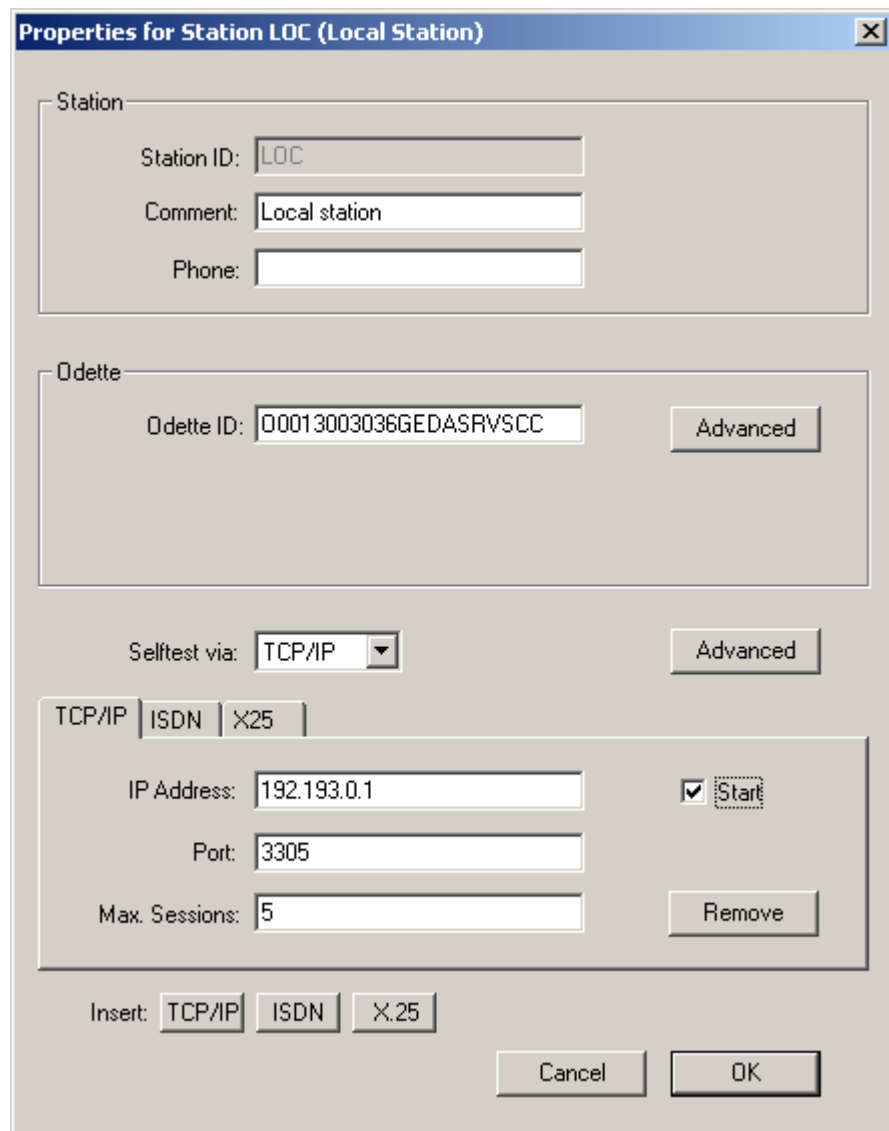 Properties for Station LOC (Local Station)
Station
Station ID: LOC
Comment: Local station
Phone:
Odette
Odette ID: O0013003036GEDASRVSCC Advanced
Selftest via: TCP/IP Advanced
TCP/IP ISDN X25
IP Address: 192.193.0.1 Start
Port: 3305
Max. Sessions: 5 Remove
Insert: TCP/IP ISDN X.25
Cancel OK